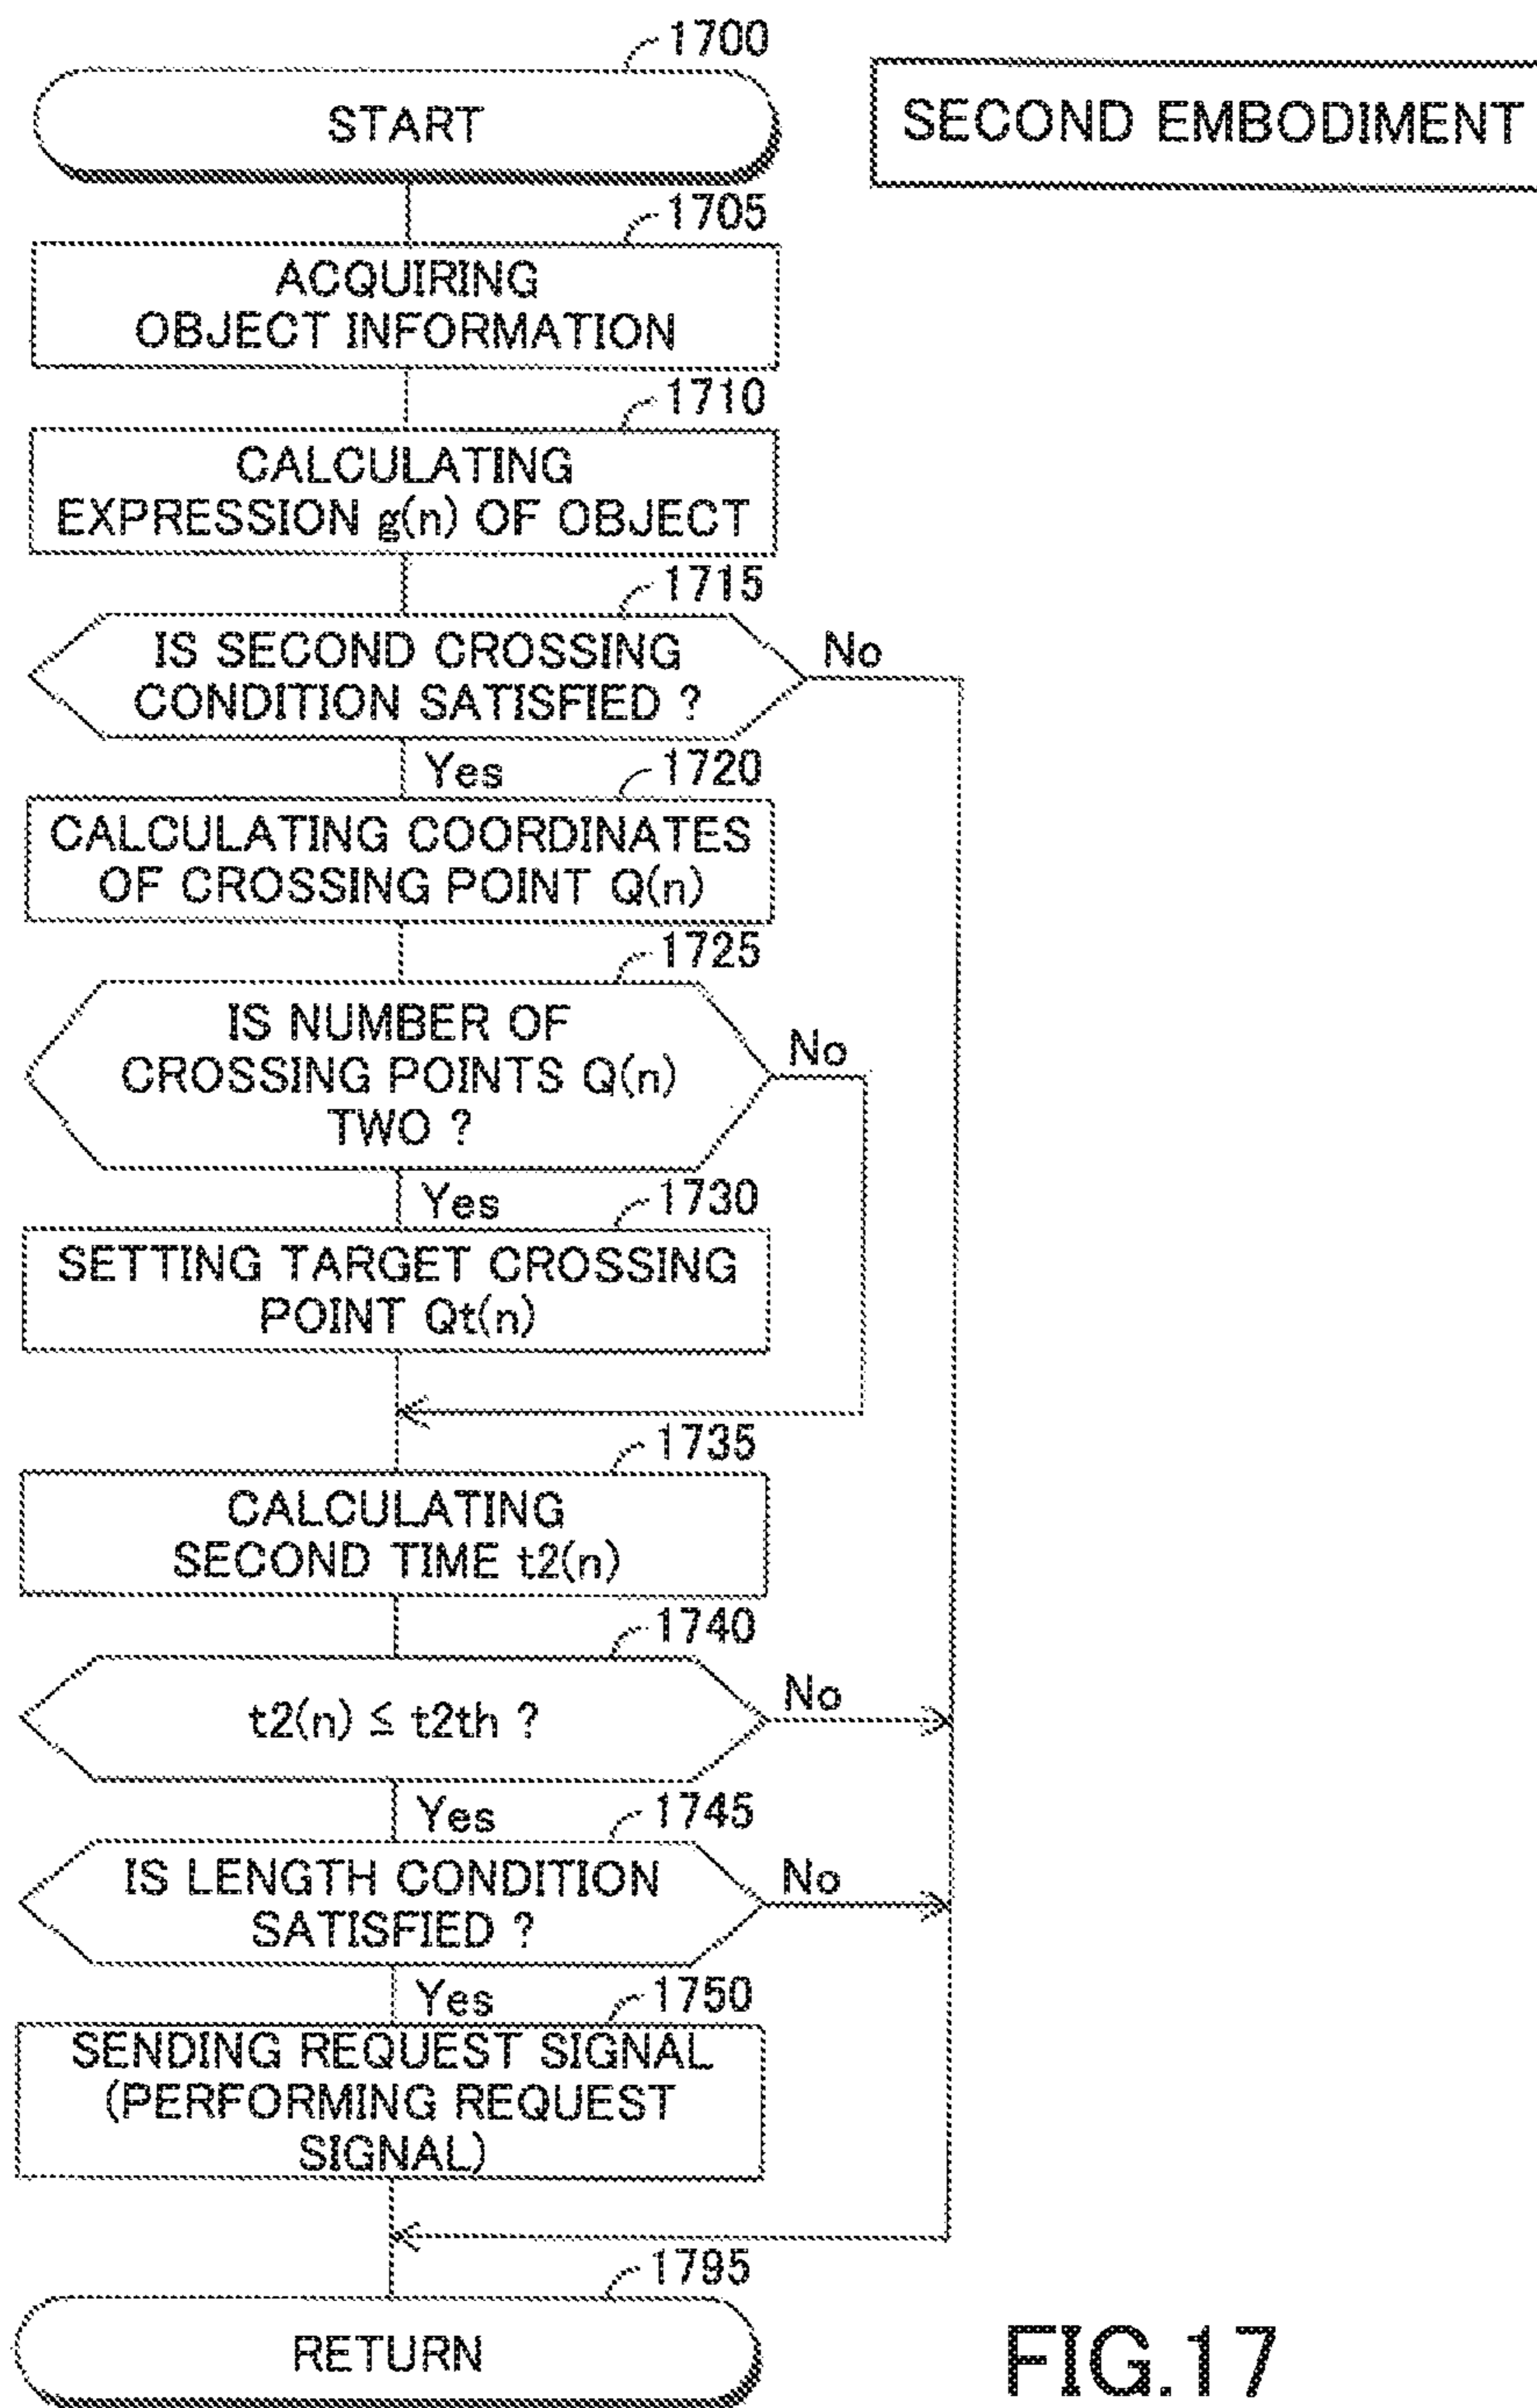 1700
START
SECOND EMBODIMENT
1705
ACQUIRING
OBJECT INFORMATION
1710
CALCULATING
EXPRESSION g(n) OF OBJECT
1715
IS SECOND CROSSING
CONDITION SATISFIED ?
No
Yes
1720
CALCULATING COORDINATES
OF CROSSING POINT Q(n)
1725
IS NUMBER OF
CROSSING POINTS Q(n)
TWO ?
No
Yes
1730
SETTING TARGET CROSSING
POINT Qt(n)
1735
CALCULATING
SECOND TIME t2(n)
1740
t2(n) ≤ t2th ?
No
Yes
1745
IS LENGTH CONDITION
SATISFIED ?
No
Yes
1750
SENDING REQUEST SIGNAL
(PERFORMING REQUEST
SIGNAL)
1795
RETURN
FIG.17